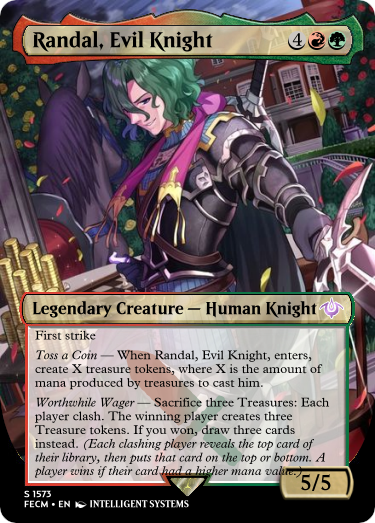 Randal, Evil Knight 4
Legendary Creature — Human Knight
First strike
Toss a Coin — When Randal, Evil Knight, enters,
create X treasure tokens, where X is the amount of
mana produced by treasures to cast him.
Worthwhile Wager — Sacrifice three Treasures: Each
player clash. The winning player creates three
Treasure tokens. If you won, draw three cards
instead. (Each clashing player reveals the top card of
their library, then puts that card on the top or bottom. A
player wins if their card had a higher mana value.)
5/5
S 1573
FECM • EN INTELLIGENT SYSTEMS